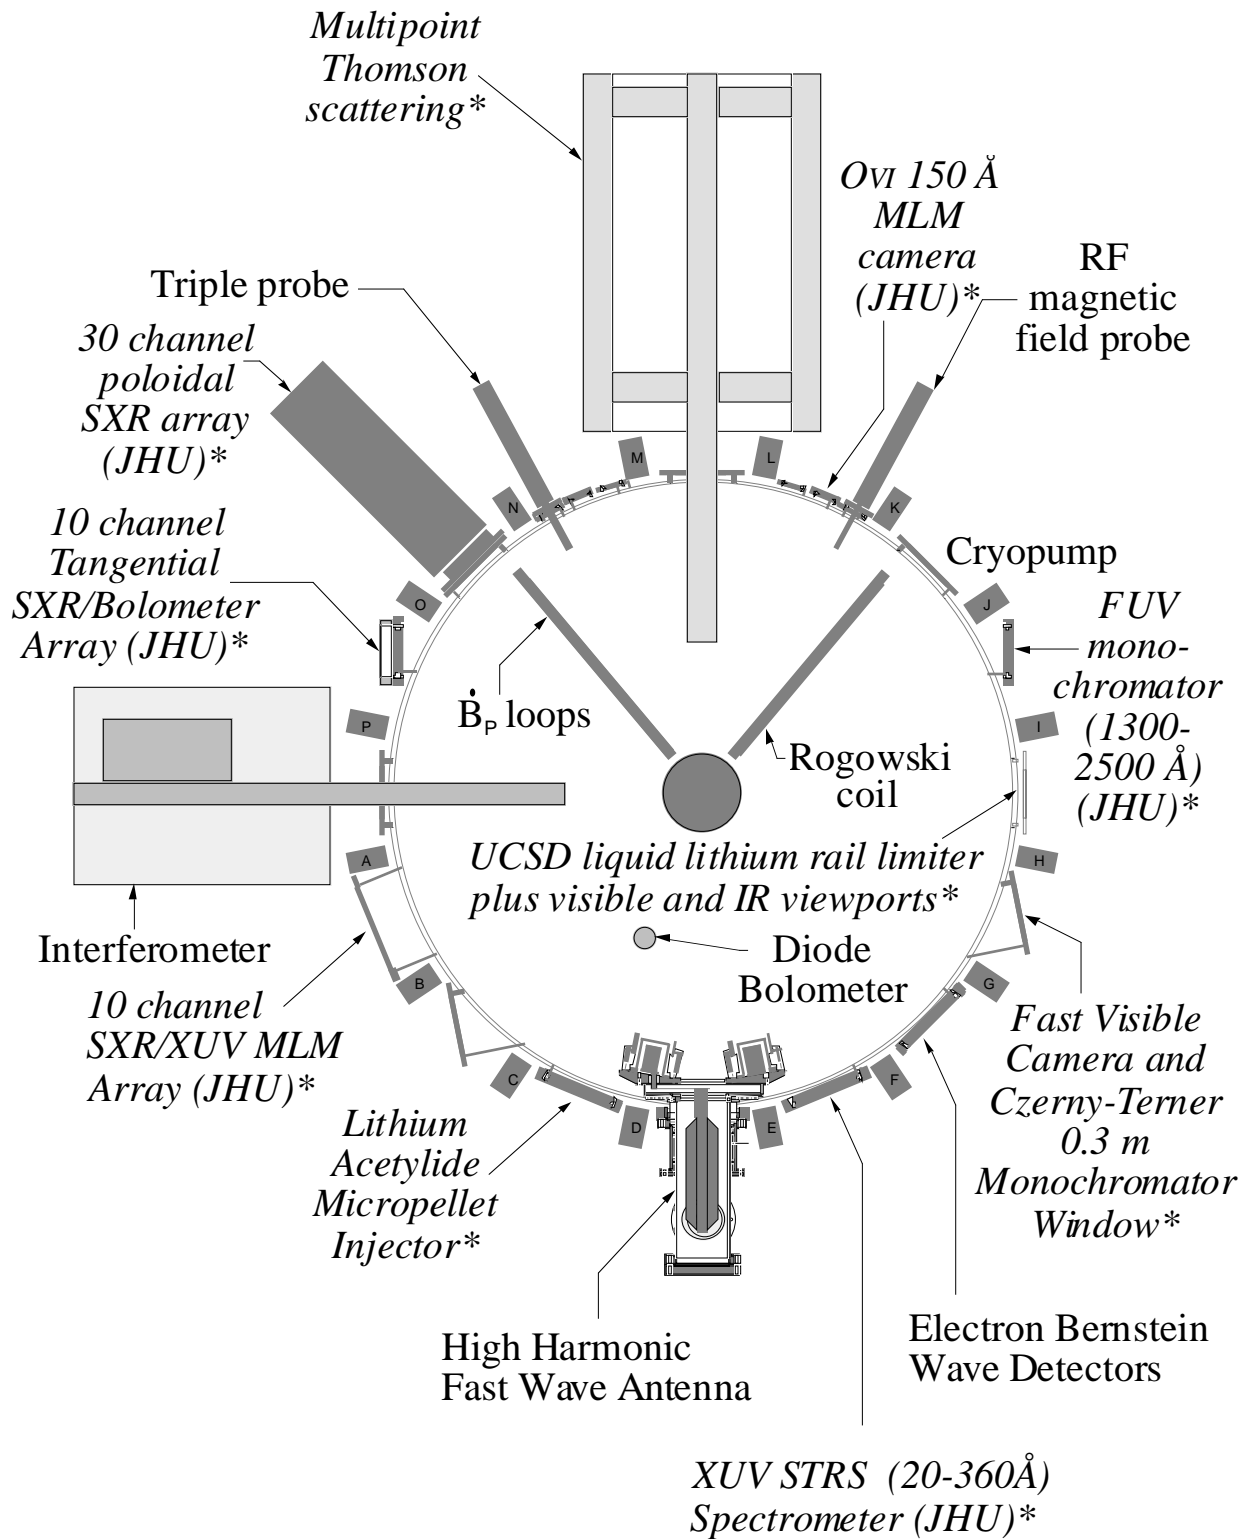 Multipoint
Thomson
scattering*
OVI 150 Å
MLM
camera
(JHU)*
RF
magnetic
field probe
Triple probe
30 channel
poloidal
SXR array
(JHU)*
M
L
N
K
10 channel
Tangential
SXR/Bolometer
Array (JHU)*
Cryopump
O
J
FUV
mono-
chromator
(1300-
2500 Å)
(JHU)*
P
I
ḂP loops
Rogowski
coil
UCSD liquid lithium rail limiter
plus visible and IR viewports*
A
H
Interferometer
Diode
Bolometer
B
G
10 channel
SXR/XUV MLM
Array (JHU)*
Fast Visible
Camera and
Czerny-Terner
0.3 m
Monochromator
Window*
C
F
D
E
Lithium
Acetylide
Micropellet
Injector*
High Harmonic
Fast Wave Antenna
Electron Bernstein
Wave Detectors
XUV STRS (20-360Å)
Spectrometer (JHU)*